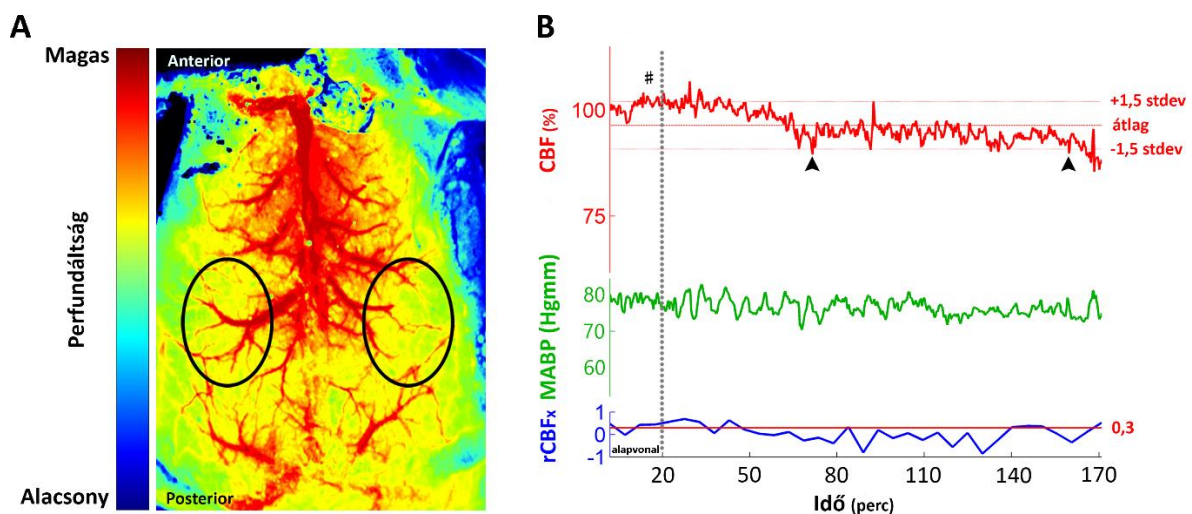 A
Magas
Perfundáltság
Alacsony
Anterior
Posterior
B
#
CBF (%)
100
75
+1,5 stdev
átlag
-1,5 stdev
MABP (Hgmm)
80
70
60
rCBFx
1
0
-1
alapvonal
0,3
20
50
80
110
140
170
Idő (perc)